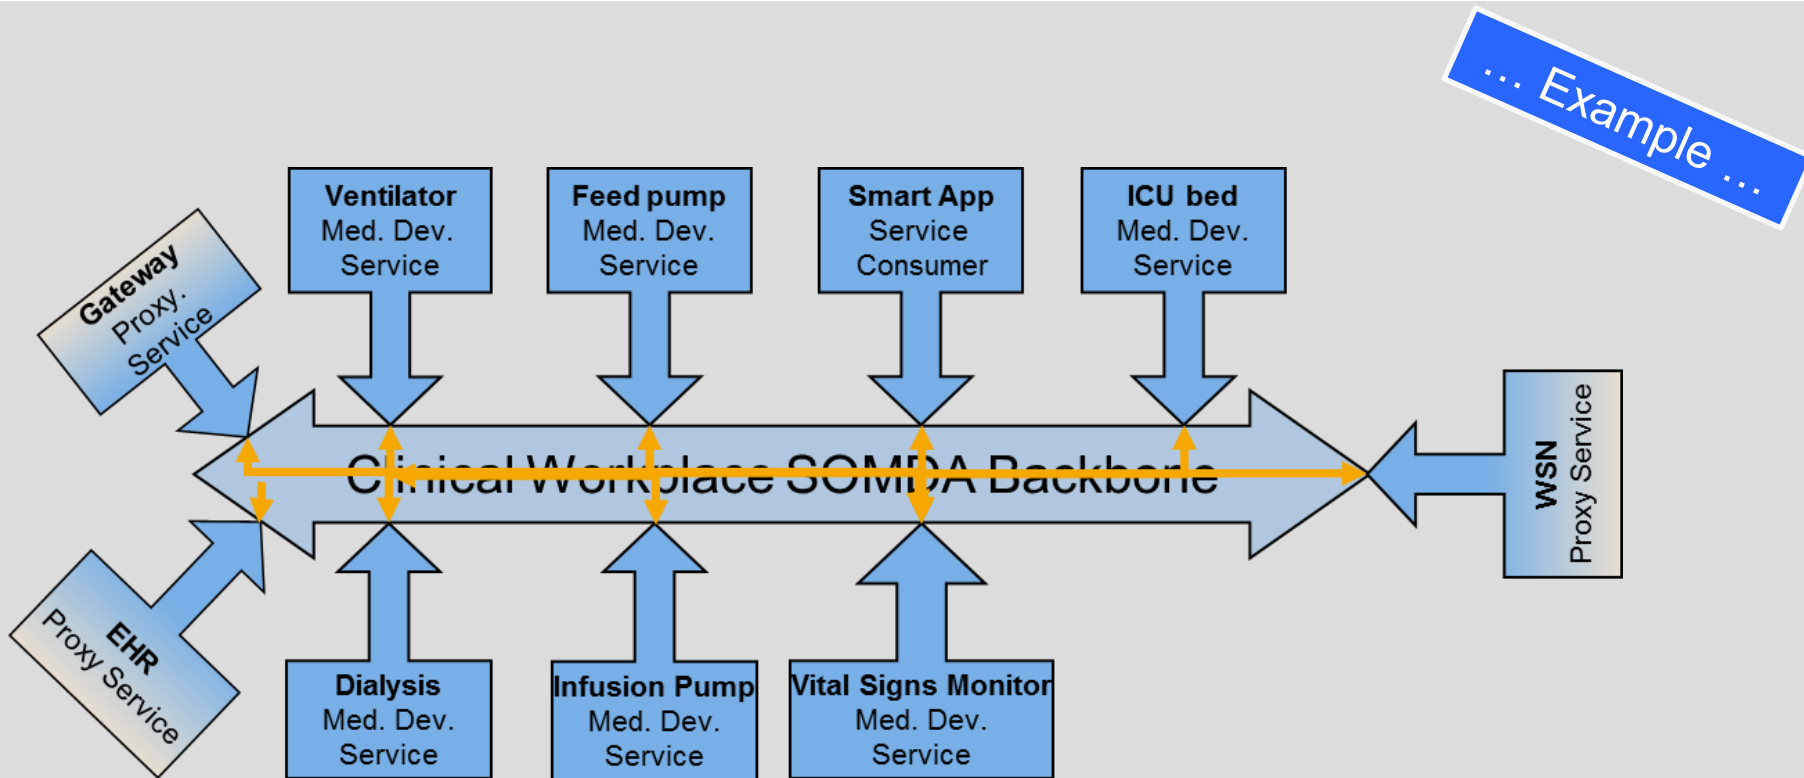 … Example …
Ventilator
Med. Dev.
Service
Feed pump
Med. Dev.
Service
Smart App
Service
Consumer
ICU bed
Med. Dev.
Service
Gateway
Proxy.
Service
Clinical Workplace SOMDA Backbone
WSN
Proxy Service
EHR
Proxy Service
Dialysis
Med. Dev.
Service
Infusion Pump
Med. Dev.
Service
Vital Signs Monitor
Med. Dev.
Service